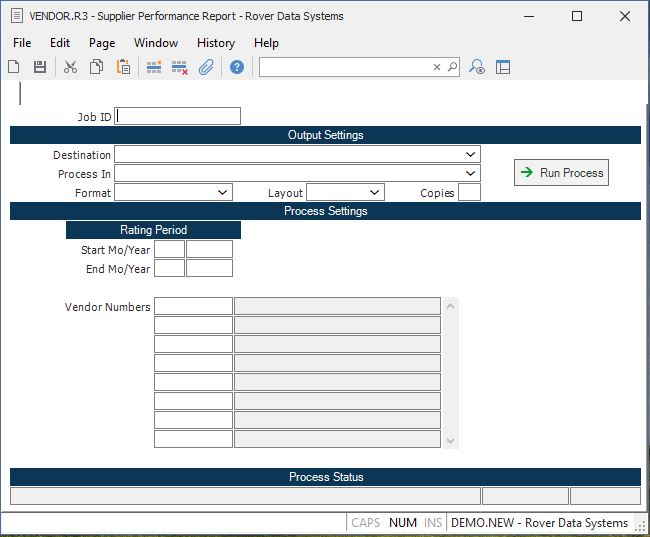 VENDOR.R3 - Supplier Performance Report - Rover Data Systems
File Edit Page Window History Help
Job ID
Output Settings
Destination
Process In
Run Process
Format Layout Copies
Process Settings
Rating Period
Start Mo/Year
End Mo/Year
Vendor Numbers
Process Status
CAPS NUM INS DEMO.NEW - Rover Data Systems